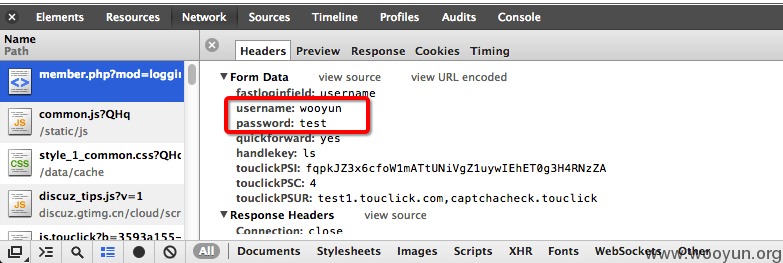 Elements Resources Network Sources Timeline Profiles Audits Console
Name
Path
Headers Preview Response Cookies Timing
member.php?mod=loggin
common.js?QHq
/static/js
style_1_common.css?QHq
/data/cache
discuz_tips.js?v=1
discuz.gtimg.cn/cloud/scr
js.touclick?b=3593a155-
Form Data view source view URL encoded
fastloginfield: username
username: wooyun
password: test
quickforward: yes
handlekey: ls
touclickPSI: fqpkJZ3x6cfoW1mATtUNiVgZ1uywIEhET0g3H4RNzZA
touclickPSC: 4
touclickPSUR: test1.touclick.com,captchacheck.touclick
Response Headers view source
Connection: close
All Documents Stylesheets Images Scripts XHR Fonts WebSockets Other
www.wooyun.org